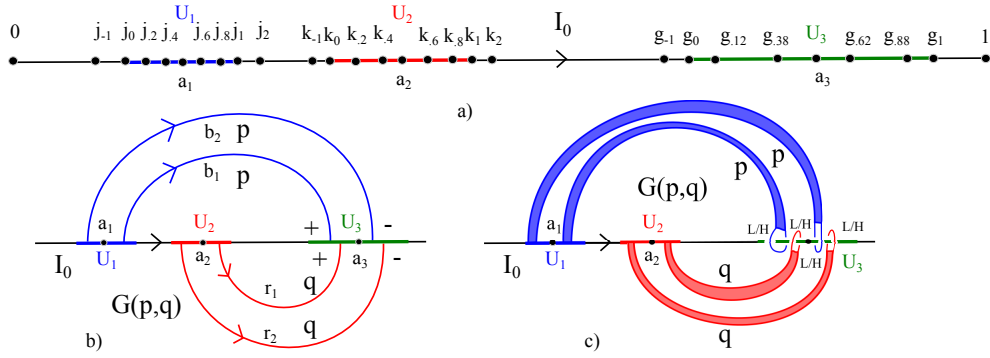 U₁ U₂ I₀
0 j₋₁ j₀ j.₂ j.₄ j.₆ j.₈ j₁ j₂ k₋₁ k₀ k.₂ k.₄ k.₆ k.₈ k₁ k₂ g₋₁ g₀ g.₁₂ g.₃₈ U₃ g.₆₂ g.₈₈ g₁ 1
a₁ a₂ a₃
a)
b₂ p
b₁ p
a₁ U₂ + U₃ -
I₀ U₁ a₂ + a₃ -
r₁ q
G(p,q)
r₂ q
b)
p
p
G(p,q)
a₁ U₂ L/H L/H L/H
I₀ U₁ a₂ L/H U₃
q
q
c)